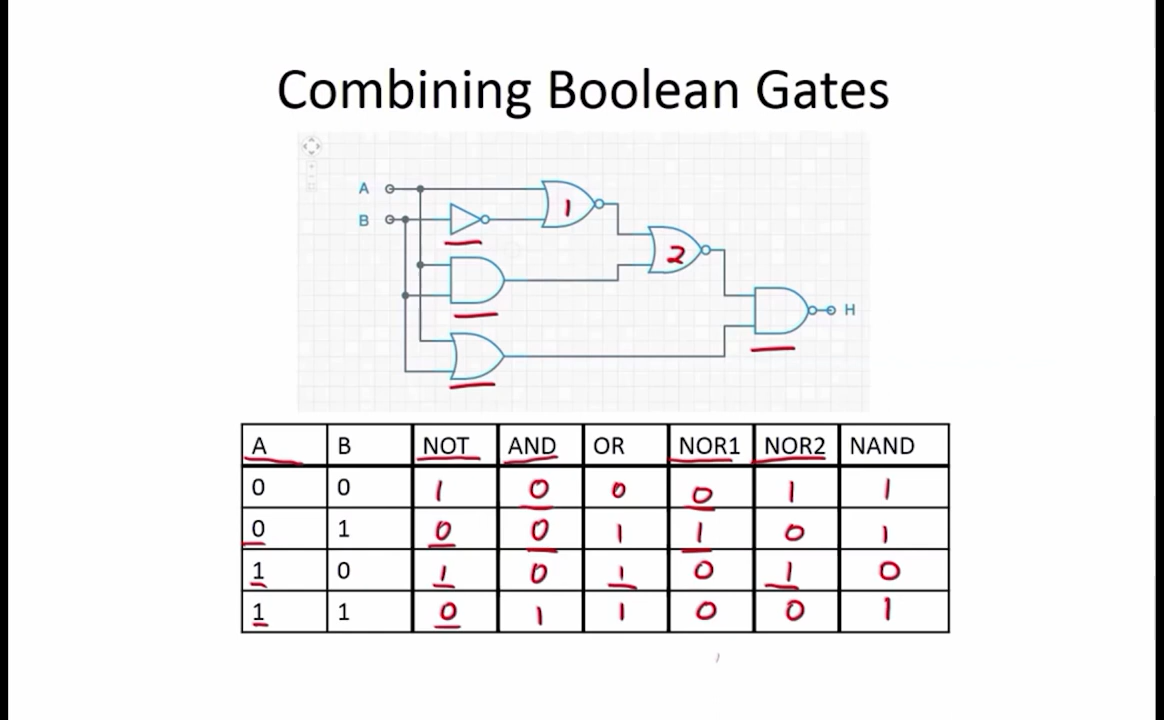 Combining Boolean Gates
A
B
1
2
H
A B NOT AND OR NOR1 NOR2 NAND
0 0 1 0 0 0 1 1
0 1 0 0 1 1 0 1
1 0 1 0 1 0 1 0
1 1 0 1 1 0 0 1